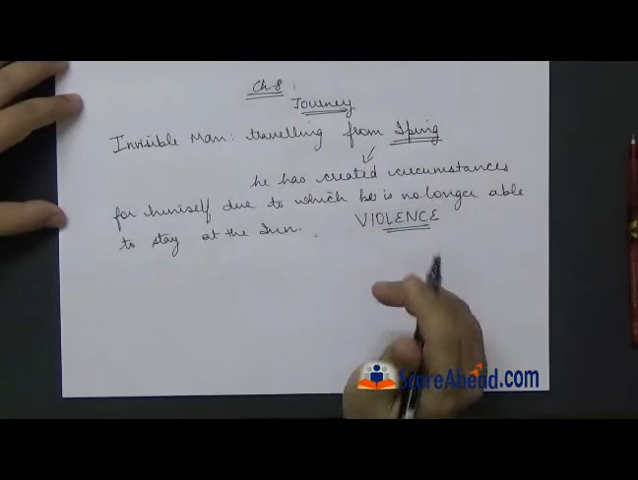 Ch-8
Journey
Invisible Man: travelling from Iping
he has created circumstances
for himself due to which he is no longer able
to stay at the Inn. VIOLENCE
ScoreAhead.com